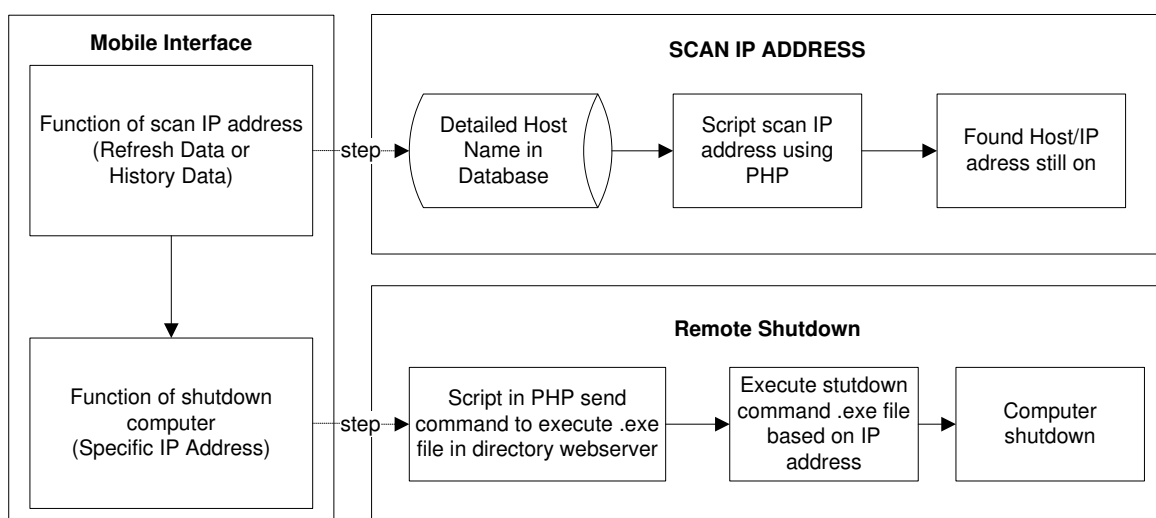 Mobile Interface
Function of scan IP address
(Refresh Data or
History Data)
step
Function of shutdown
computer
(Specific IP Address)
step
SCAN IP ADDRESS
Detailed Host
Name in
Database
Script scan IP
address using
PHP
Found Host/IP
adress still on
Remote Shutdown
Script in PHP send
command to execute .exe
file in directory webserver
Execute stutdown
command .exe file
based on IP
address
Computer
shutdown